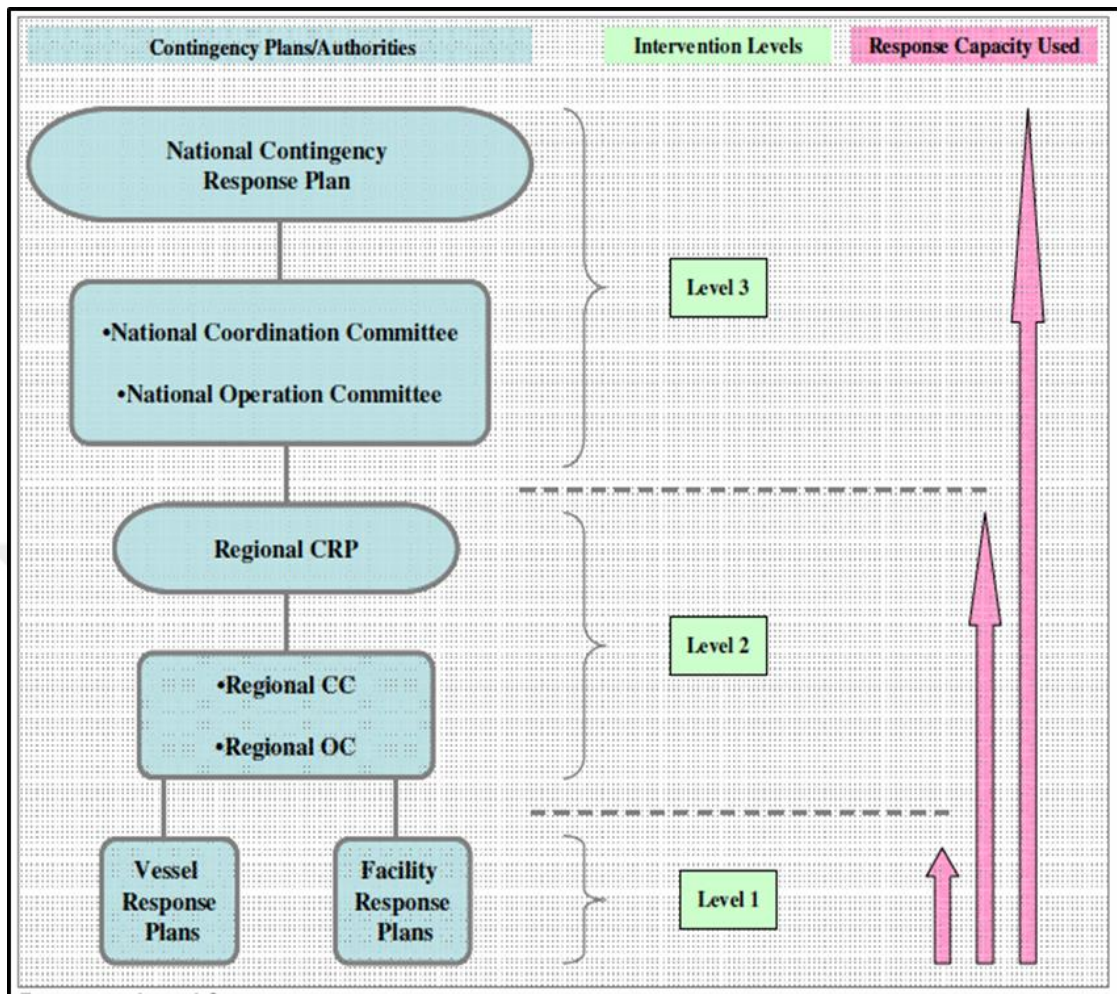 Contingency Plans/Authorities
Intervention Levels
Response Capacity Used
National Contingency
Response Plan
•National Coordination Committee
•National Operation Committee
Level 3
Regional CRP
•Regional CC
•Regional OC
Level 2
Vessel
Response
Plans
Facility
Response
Plans
Level 1